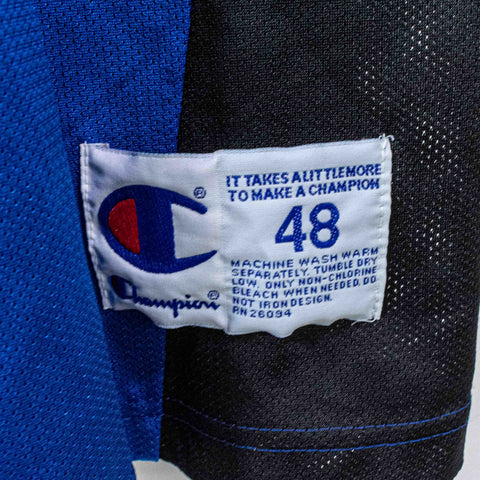 IT TAKES A LITTLE MORE
TO MAKE A CHAMPION
48
MACHINE WASH WARM
SEPARATELY. TUMBLE DRY
LOW. ONLY NON-CHLORINE
BLEACH WHEN NEEDED. DO
NOT IRON DESIGN.
RN 26094
®
Champion®